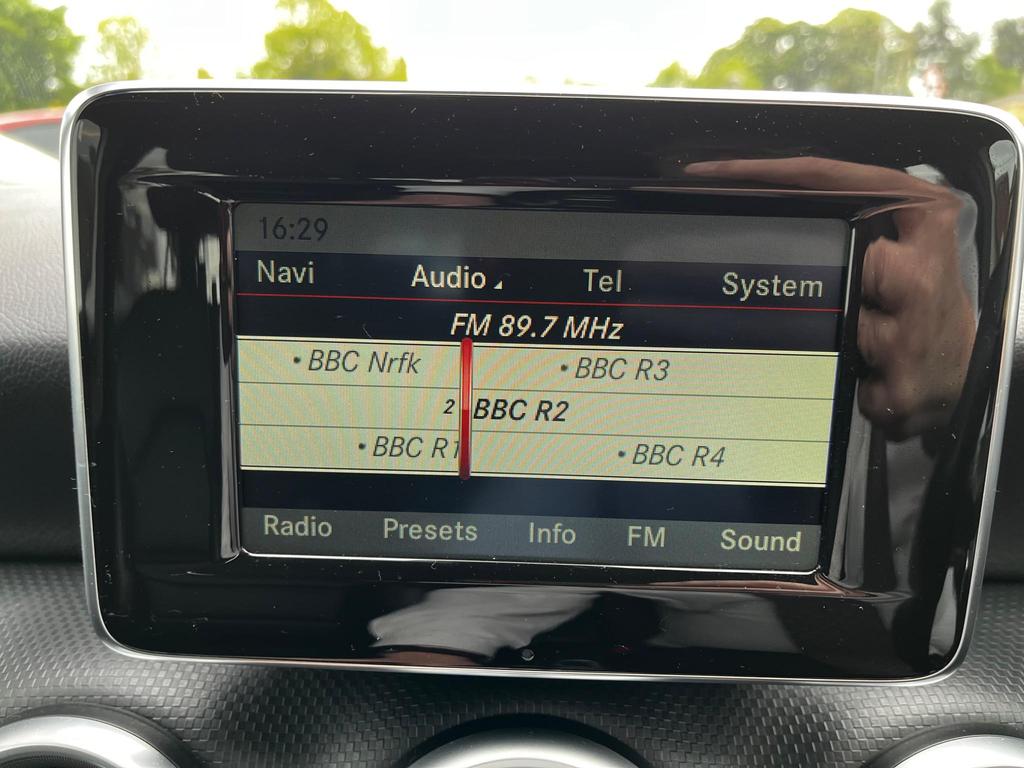 16:29
Navi Audio Tel System
FM 89.7 MHz
• BBC Nrfk • BBC R3
2 BBC R2
• BBC R1 • BBC R4
Radio Presets Info FM Sound